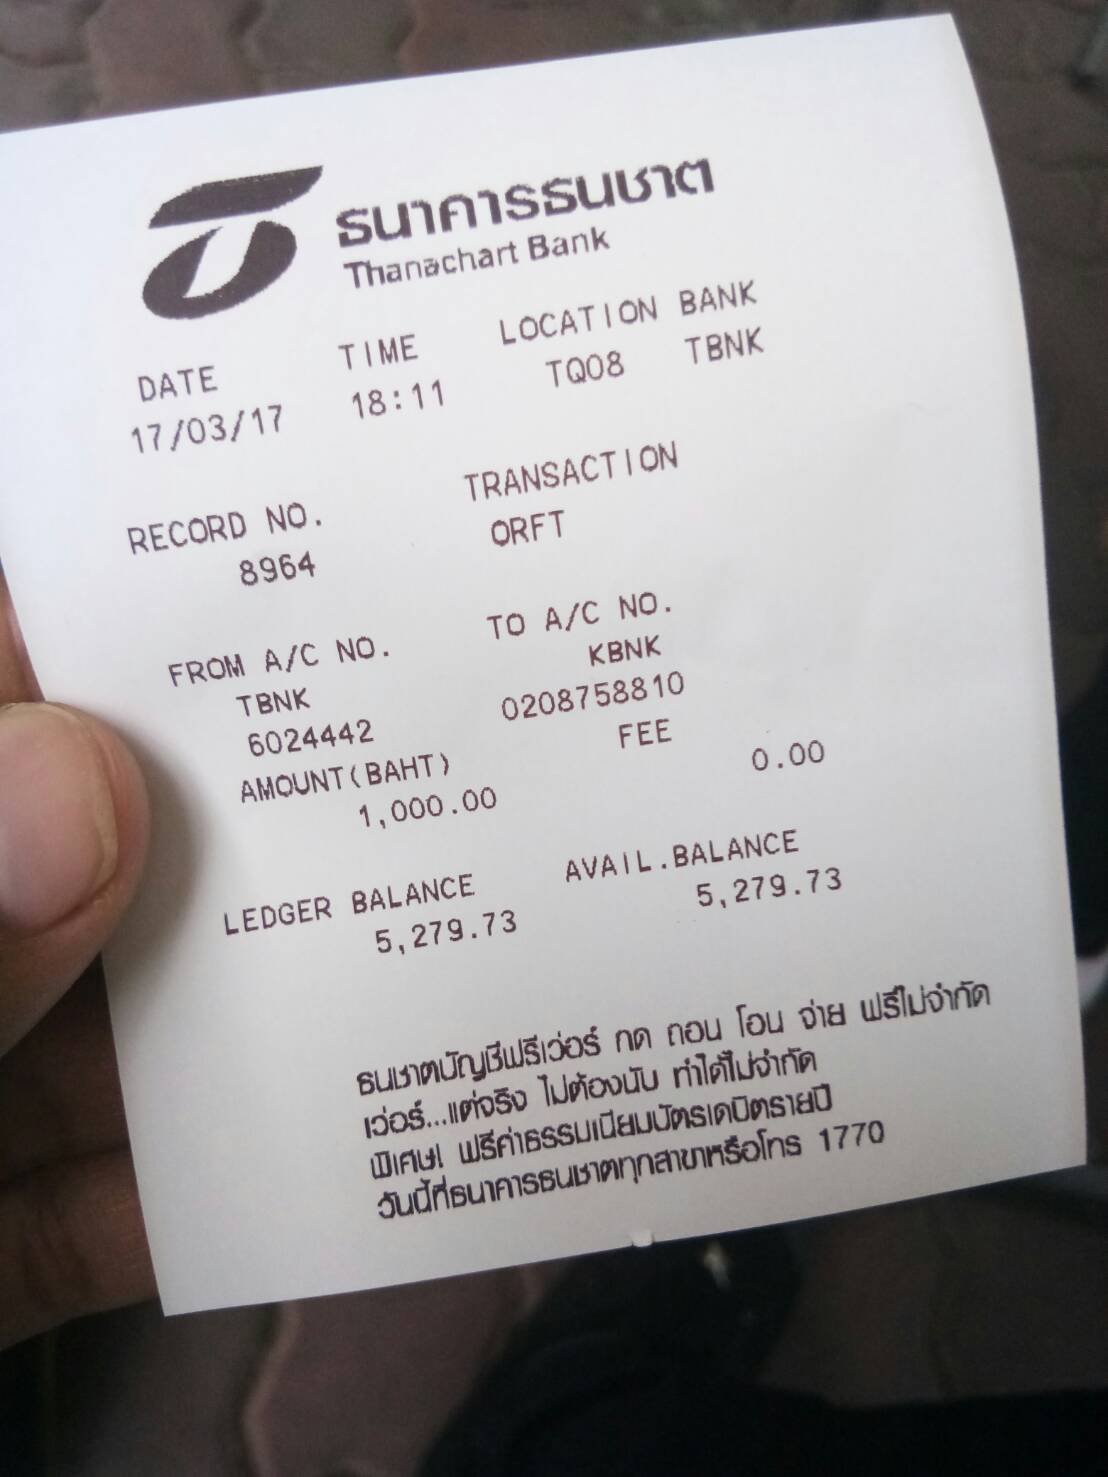 ธนาคารธนชาต
Thanachart Bank
DATE TIME LOCATION BANK
17/03/17 18:11 TQ08 TBNK
RECORD NO. TRANSACTION
8964 ORFT
FROM A/C NO. TO A/C NO.
TBNK KBNK
6024442 0208758810
AMOUNT(BAHT) FEE
1,000.00 0.00
LEDGER BALANCE AVAIL.BALANCE
5,279.73 5,279.73
ธนชาตบัญชีฟรีเว่อร์ กด ถอน โอน จ่าย ฟรีไม่จำกัด
เว่อร์...แต่จริง ไม่ต้องนับ ทำได้ไม่จำกัด
พิเศษ! ฟรีค่าธรรมเนียมบัตรเดบิตรายปี
วันนี้ที่ธนาคารธนชาตทุกสาขาหรือโทร 1770